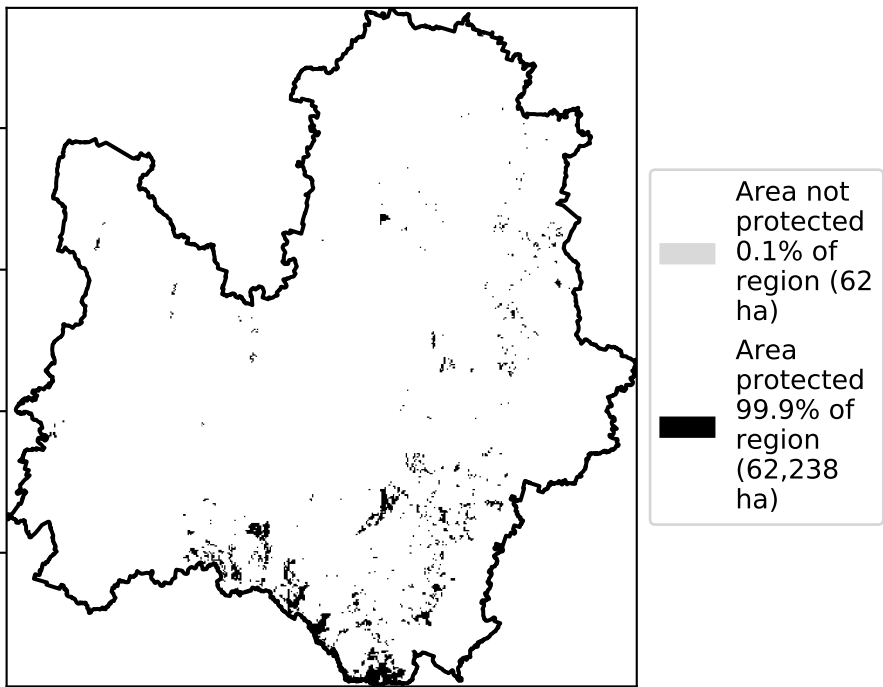 Area not
protected
0.1% of
region (62
ha)
Area
protected
99.9% of
region
(62,238
ha)